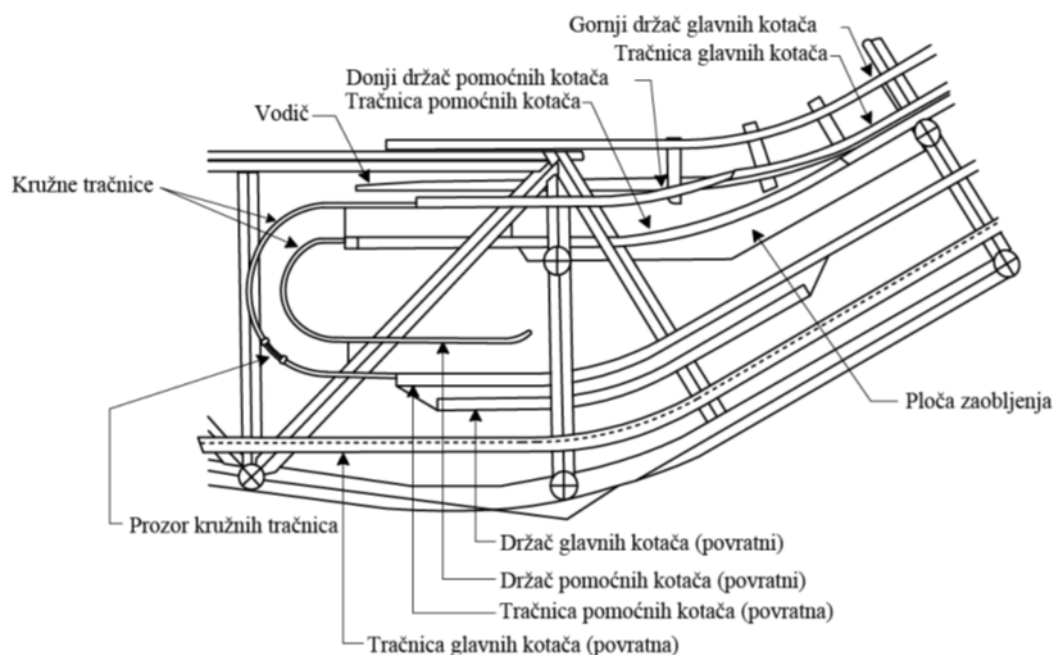 Gornji držač glavnih kotača
Tračnica glavnih kotača
Donji držač pomoćnih kotača
Tračnica pomoćnih kotača
Vodič
Kružne tračnice
Ploča zaobljenja
Prozor kružnih tračnica
Držač glavnih kotača (povratni)
Držač pomoćnih kotača (povratni)
Tračnica pomoćnih kotača (povratna)
Tračnica glavnih kotača (povratna)